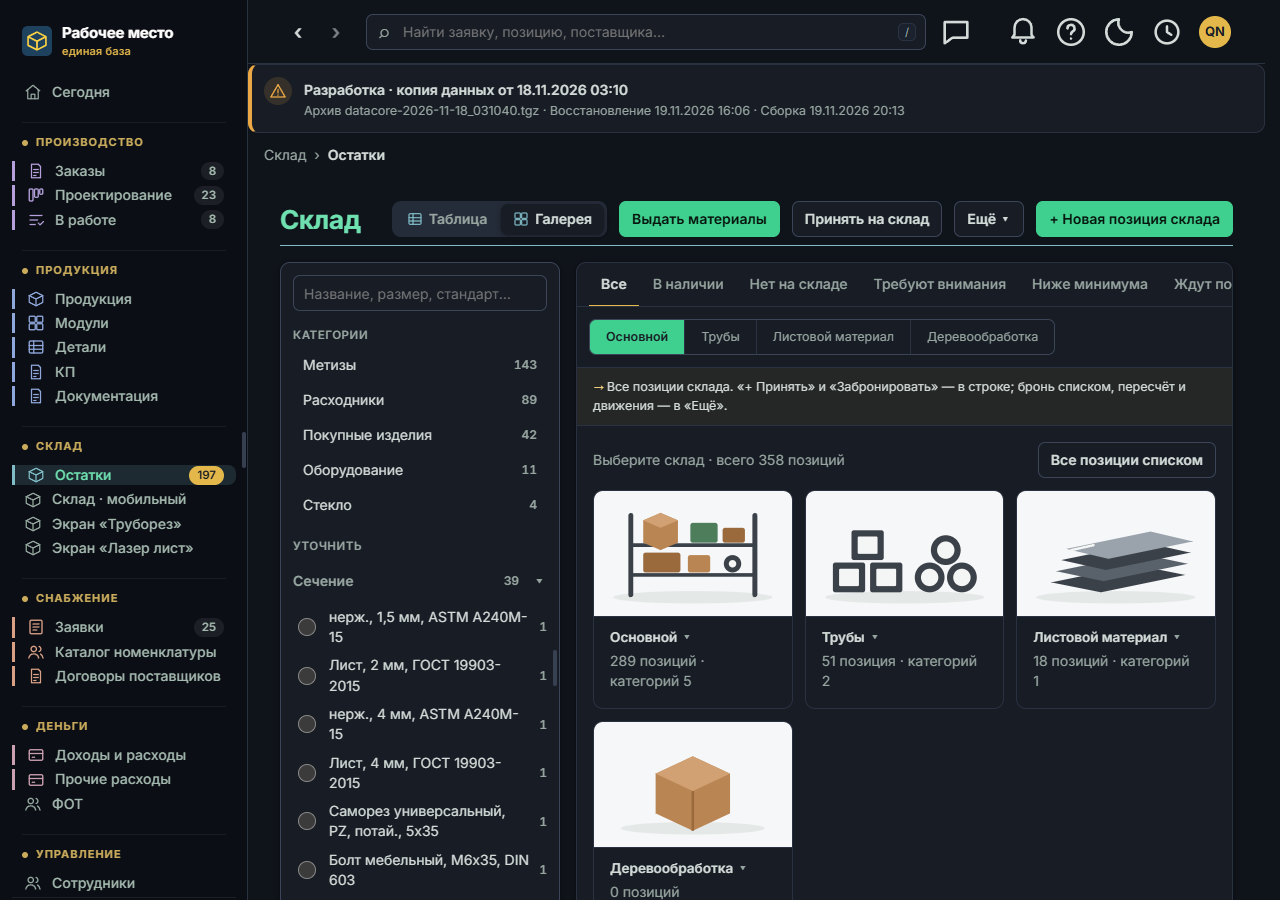 Рабочее место
единая база
Найти заявку, позицию, поставщика...
/
QN
Сегодня
Разработка · копия данных от 18.11.2026 03:10
Архив datacore-2026-11-18_031040.tgz · Восстановление 19.11.2026 16:06 · Сборка 19.11.2026 20:13
Склад › Остатки
ПРОИЗВОДСТВО
Заказы 8
Проектирование 23
В работе 8
ПРОДУКЦИЯ
Продукция
Модули
Детали
КП
Документация
СКЛАД
Остатки 197
Склад · мобильный
Экран «Труборез»
Экран «Лазер лист»
СНАБЖЕНИЕ
Заявки 25
Каталог номенклатуры
Договоры поставщиков
ДЕНЬГИ
Доходы и расходы
Прочие расходы
ФОТ
УПРАВЛЕНИЕ
Сотрудники
Склад
Таблица Галерея
Выдать материалы
Принять на склад
Ещё ▾
+ Новая позиция склада
Название, размер, стандарт...
КАТЕГОРИИ
Метизы 143
Расходники 89
Покупные изделия 42
Оборудование 11
Стекло 4
УТОЧНИТЬ
Сечение 39 ▾
нерж., 1,5 мм, ASTM A240M-
15 1
Лист, 2 мм, ГОСТ 19903-
2015 1
нерж., 4 мм, ASTM A240M-
15 1
Лист, 4 мм, ГОСТ 19903-
2015 1
Саморез универсальный,
PZ, потай., 5x35 1
Болт мебельный, М6х35, DIN
603 1
Все В наличии Нет на складе Требуют внимания Ниже минимума Ждут по
Основной Трубы Листовой материал Деревообработка
→ Все позиции склада. «+ Принять» и «Забронировать» — в строке; бронь списком, пересчёт и
движения — в «Ещё».
Выберите склад · всего 358 позиций
Все позиции списком
Основной ▾
289 позиций ·
категорий 5
Трубы ▾
51 позиция · категорий
2
Листовой материал ▾
18 позиций · категорий
1
Деревообработка ▾
0 позиций